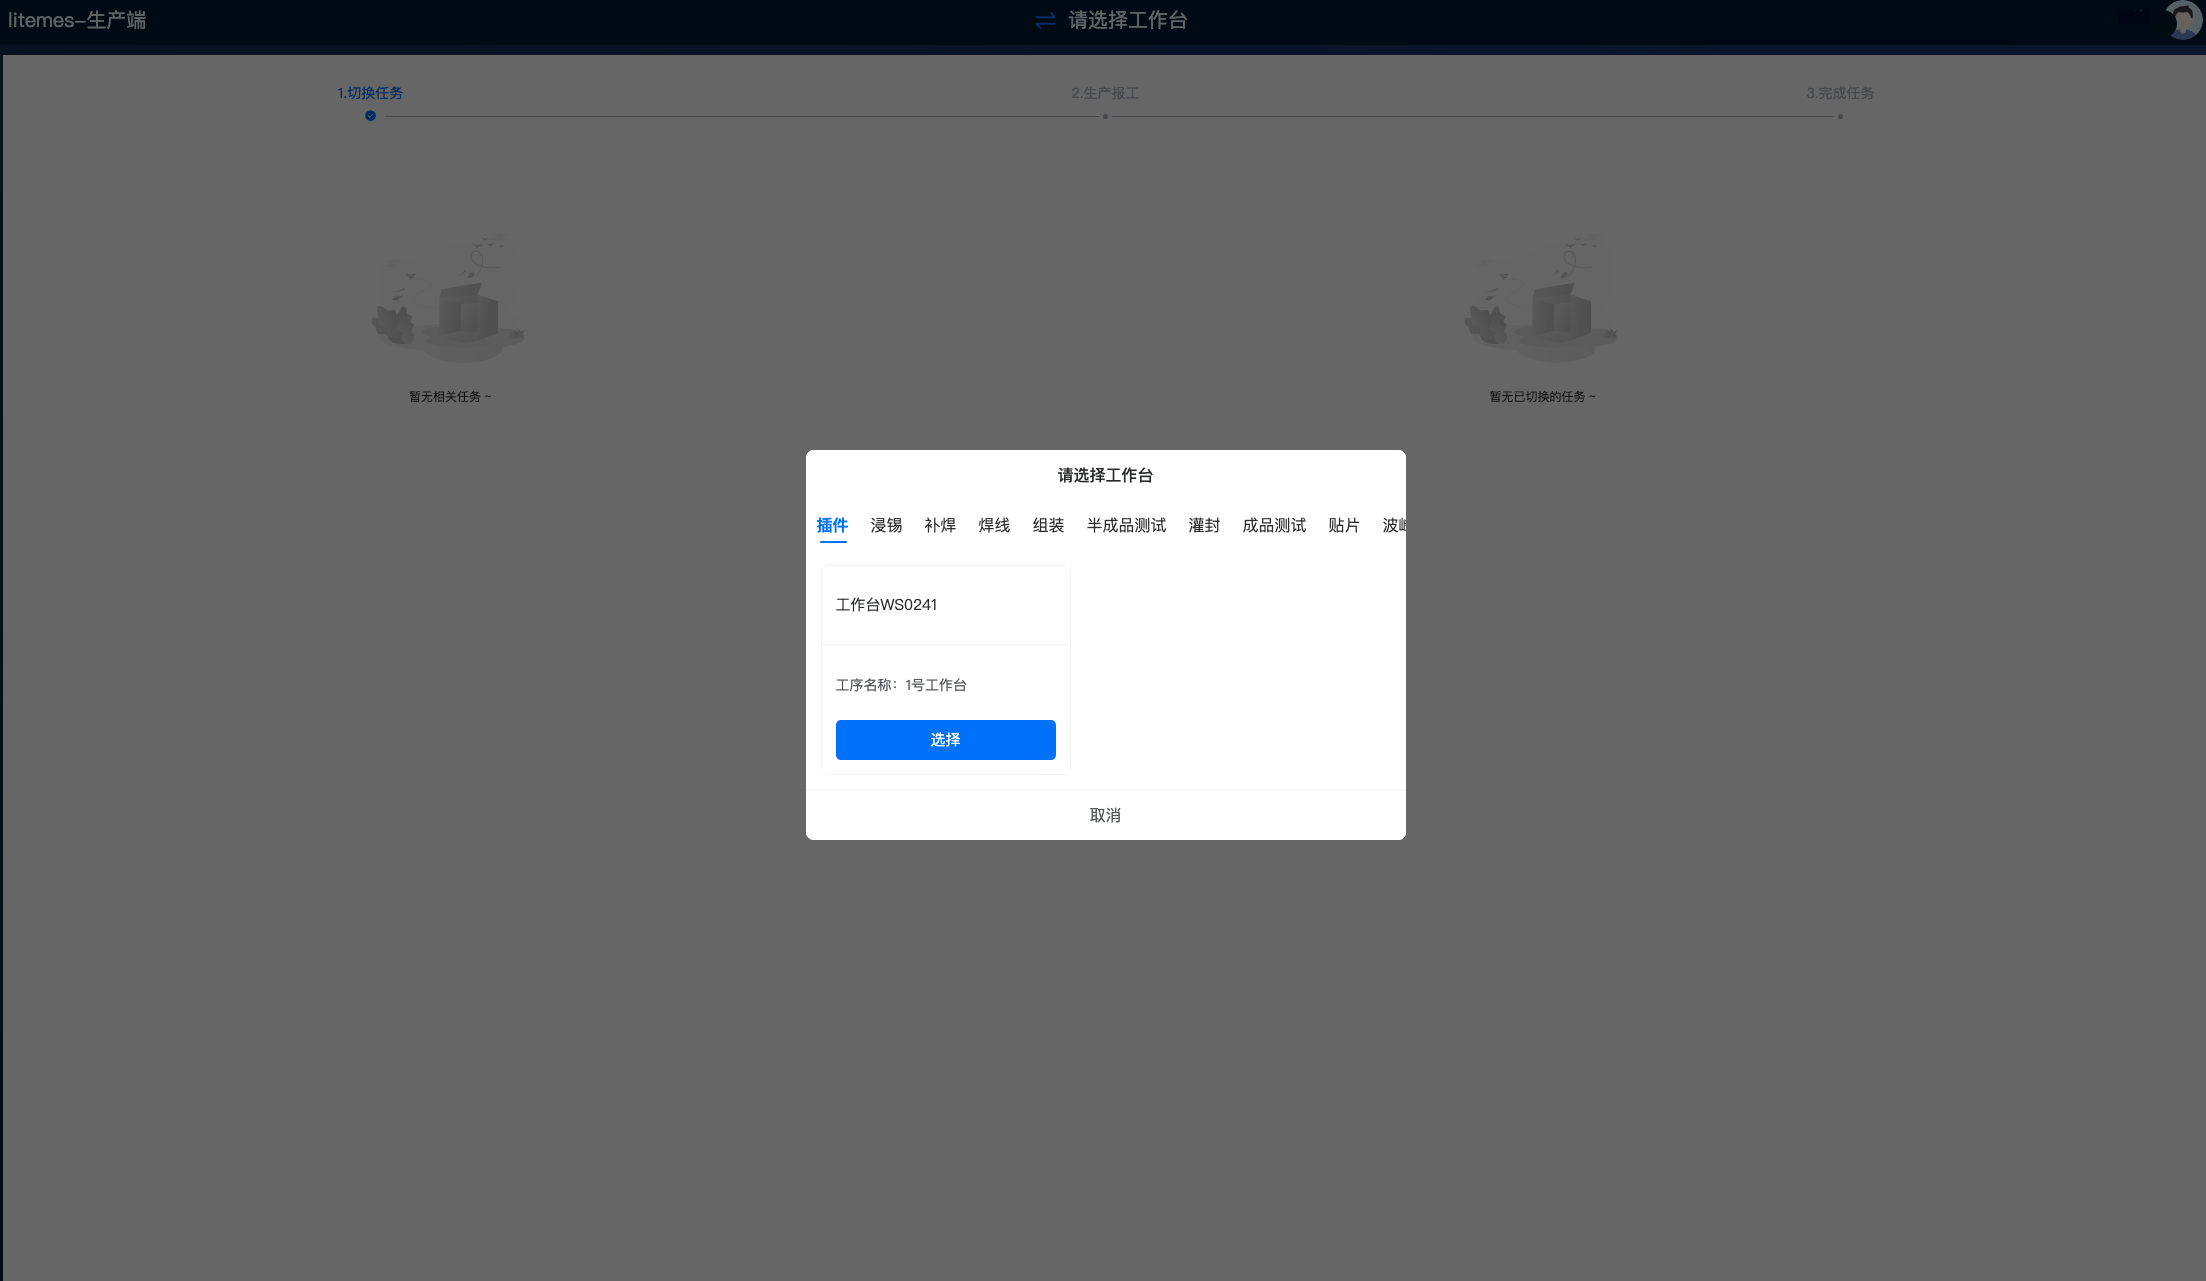 litemes-生产端
请选择工作台
1.切换任务
2.生产报工
3.完成任务
暂无相关任务 ~
暂无已切换的任务 ~
请选择工作台
插件 浸锡 补焊 焊线 组装 半成品测试 灌封 成品测试 贴片 波
工作台WS0241
工序名称：1号工作台
选择
取消